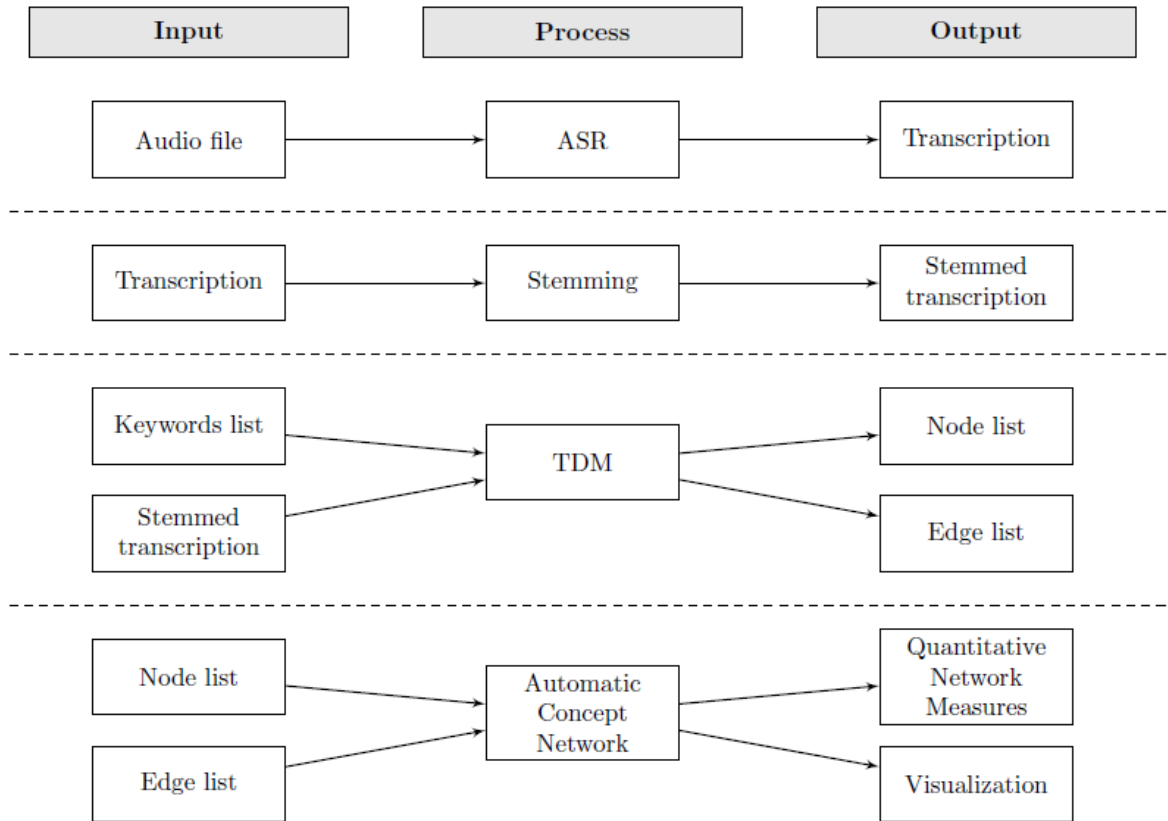 Input
Process
Output
Audio file
ASR
Transcription
Transcription
Stemming
Stemmed
transcription
Keywords list
Stemmed
transcription
TDM
Node list
Edge list
Node list
Edge list
Automatic
Concept
Network
Quantitative
Network
Measures
Visualization